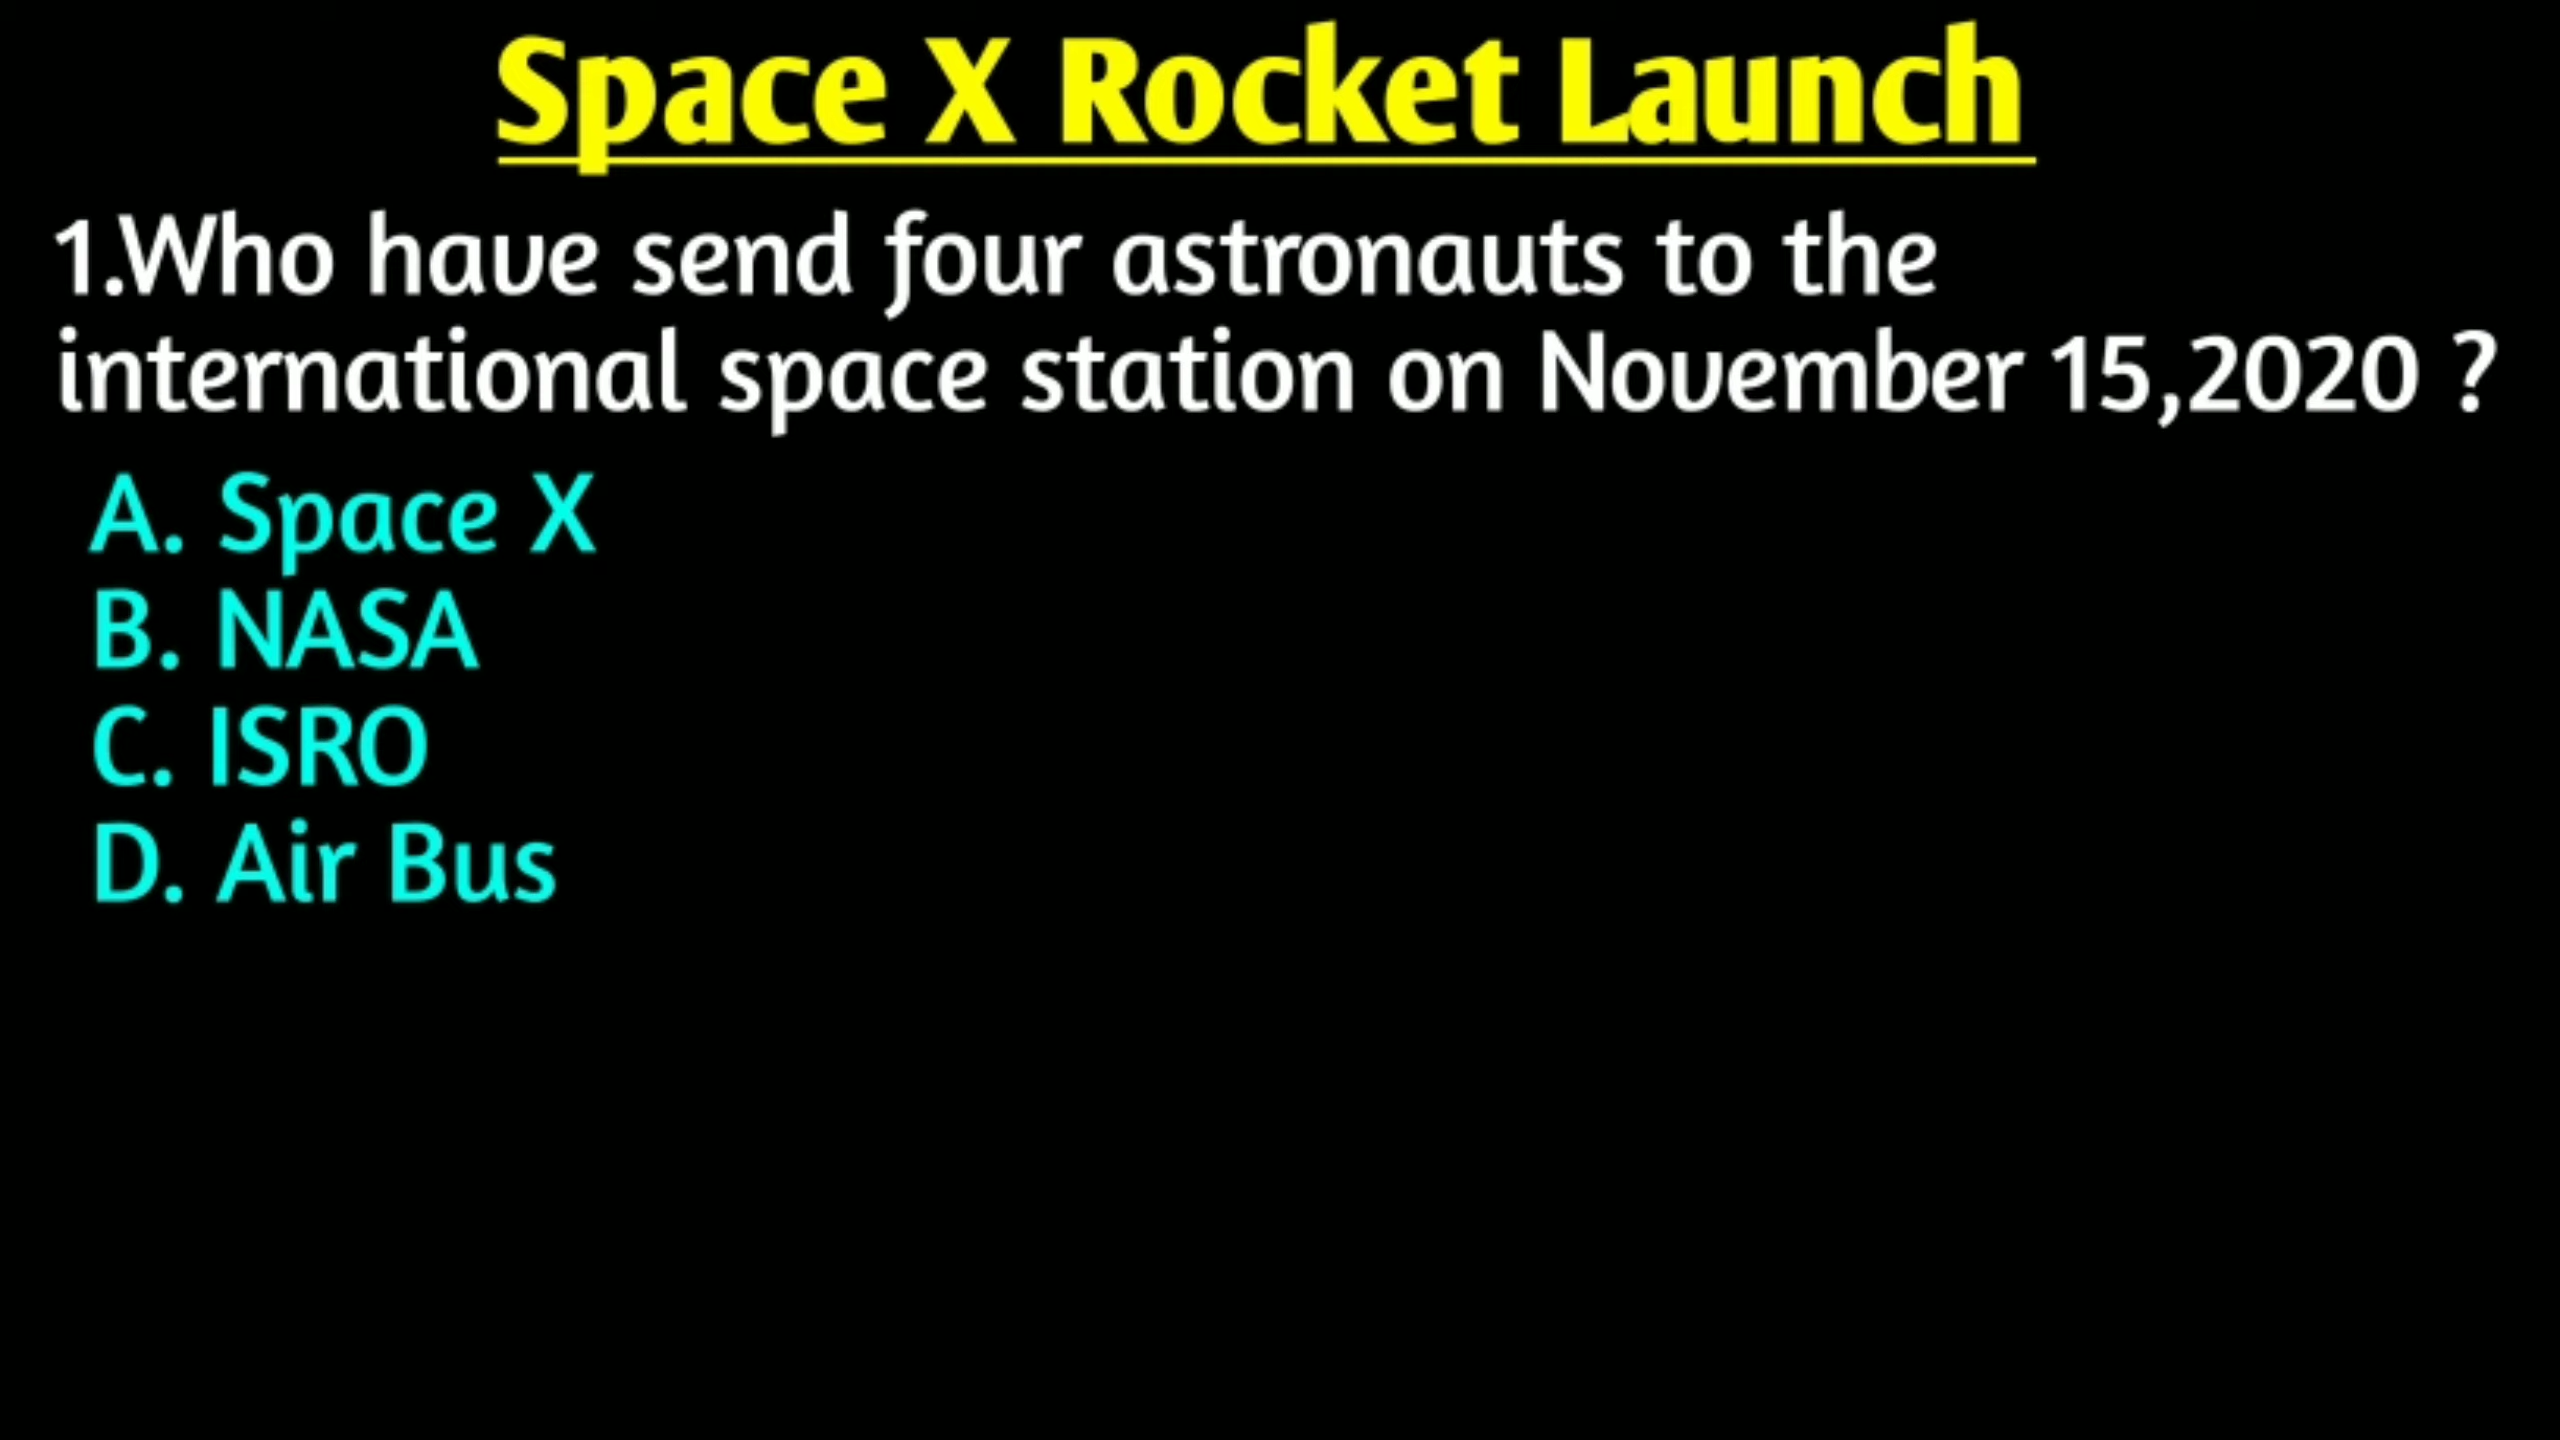 Space X Rocket Launch
1.Who have send four astronauts to the
international space station on November 15,2020 ?
A. Space X
B. NASA
C. ISRO
D. Air Bus